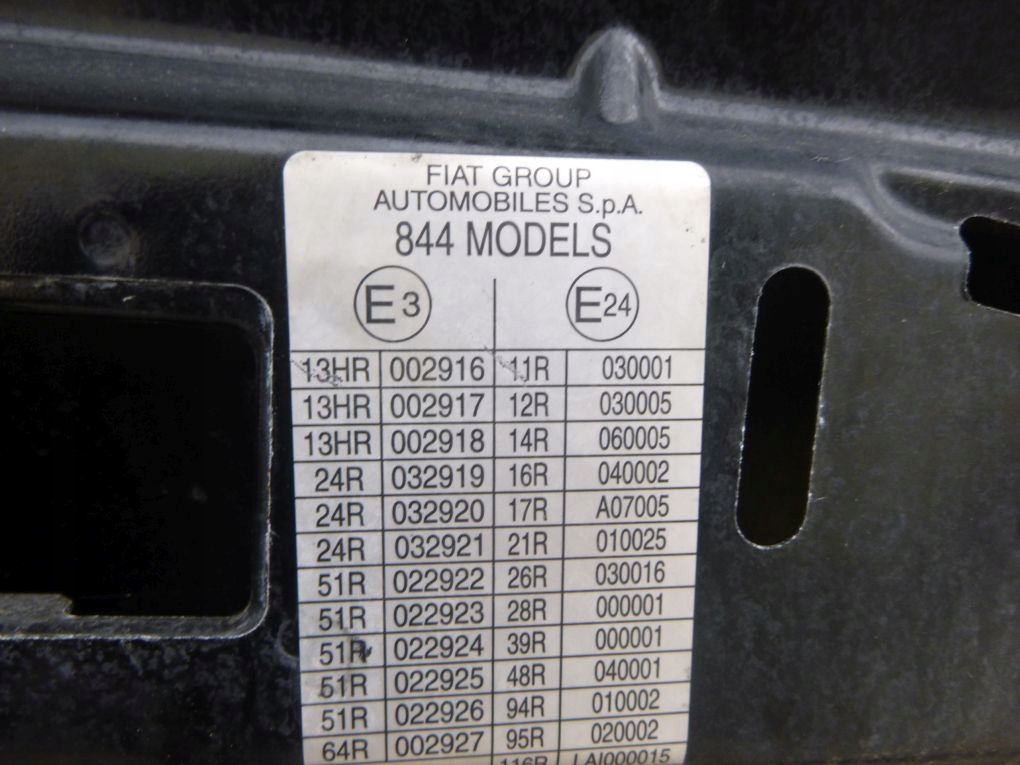 FIAT GROUP
AUTOMOBILES S.p.A.
844 MODELS
E3 E24
13HR 002916 11R 030001
13HR 002917 12R 030005
13HR 002918 14R 060005
24R 032919 16R 040002
24R 032920 17R A07005
24R 032921 21R 010025
51R 022922 26R 030016
51R 022923 28R 000001
51R 022924 39R 000001
51R 022925 48R 040001
51R 022926 94R 010002
64R 002927 95R 020002
116R LAI000015